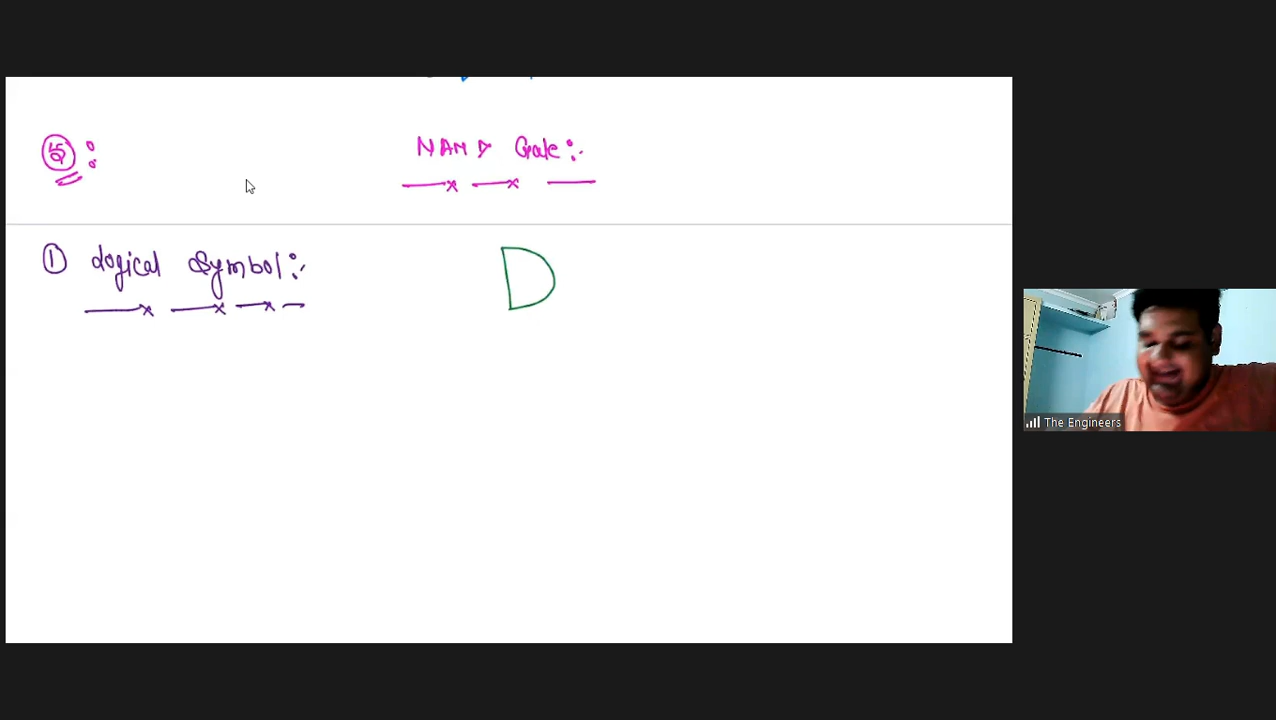 ⑤:
NAND Gate:-
① Logical Symbol:-
The Engineers